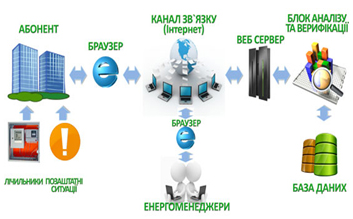 АБОНЕНТ
БРАУЗЕР
КАНАЛ ЗВ`ЯЗКУ
(Інтернет)
ВЕБ СЕРВЕР
БЛОК АНАЛІЗУ
ТА ВЕРИФІКАЦІЇ
БРАУЗЕР
ЛІЧИЛЬНИКИ ПОЗАШТАТНІ
СИТУАЦІЇ
ЕНЕРГОМЕНЕДЖЕРИ
БАЗА ДАНИХ